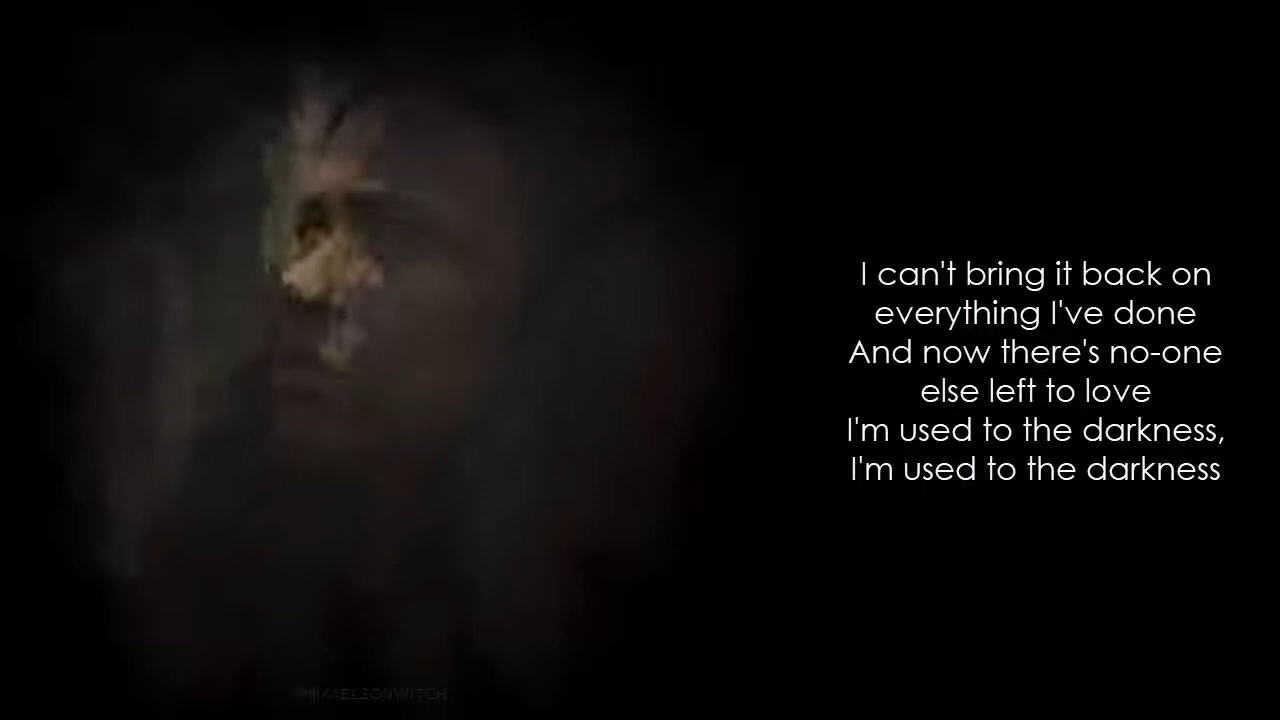 I can't bring it back on
everything I've done
And now there's no-one
else left to love
I'm used to the darkness,
I'm used to the darkness